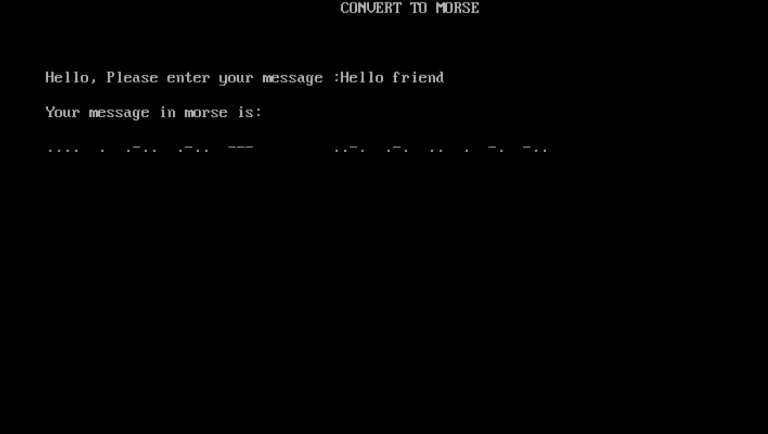 CONVERT TO MORSE
Hello, Please enter your message :Hello friend
Your message in morse is:
.... . .-.. .-.. --- ..-. .-. .. . -. -..